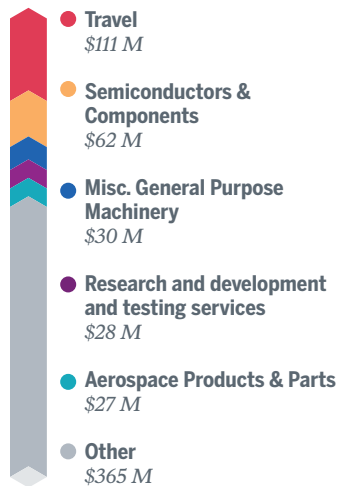 Travel
$111 M
Semiconductors &
Components
$62 M
Misc. General Purpose
Machinery
$30 M
Research and development
and testing services
$28 M
Aerospace Products & Parts
$27 M
Other
$365 M